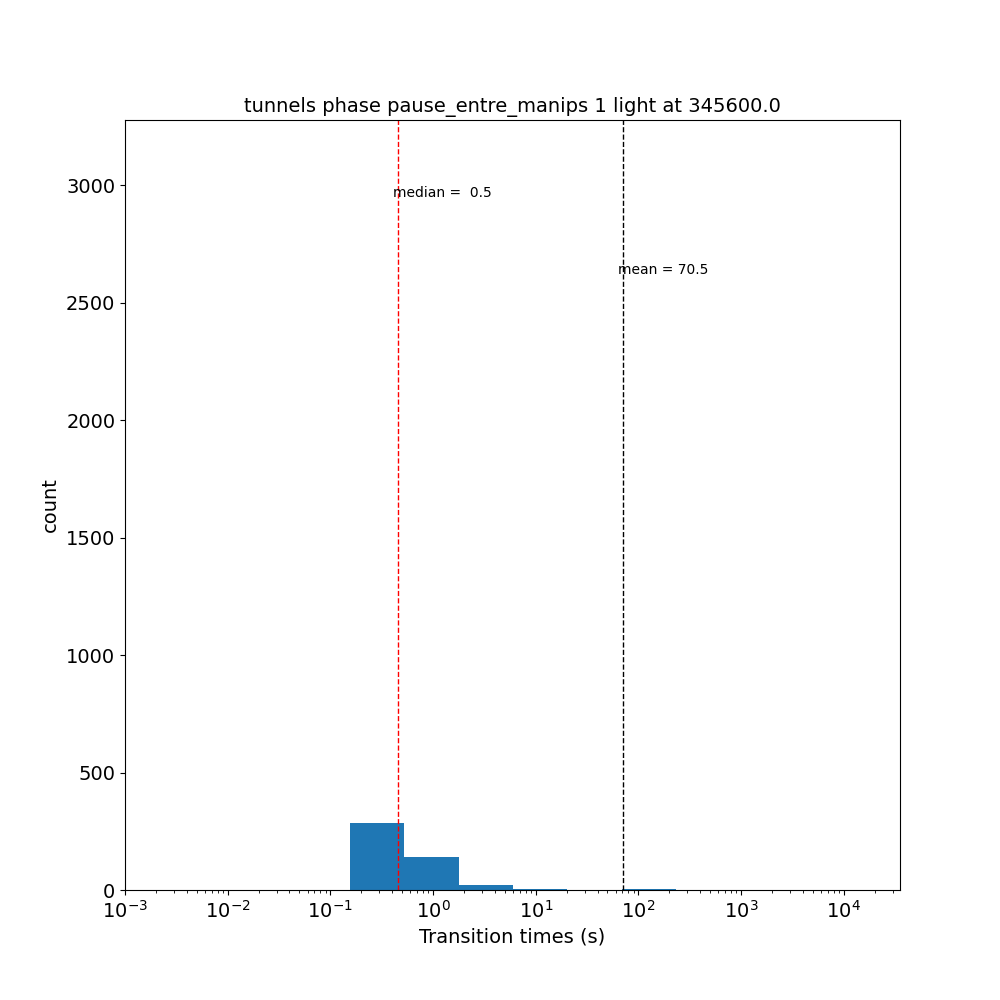 tunnels phase pause_entre_manips 1 light at 345600.0
3000
median =  0.5
mean = 70.5
2500
2000
1500
1000
500
0
count
10⁻³ 10⁻² 10⁻¹ 10⁰ 10¹ 10² 10³ 10⁴
Transition times (s)